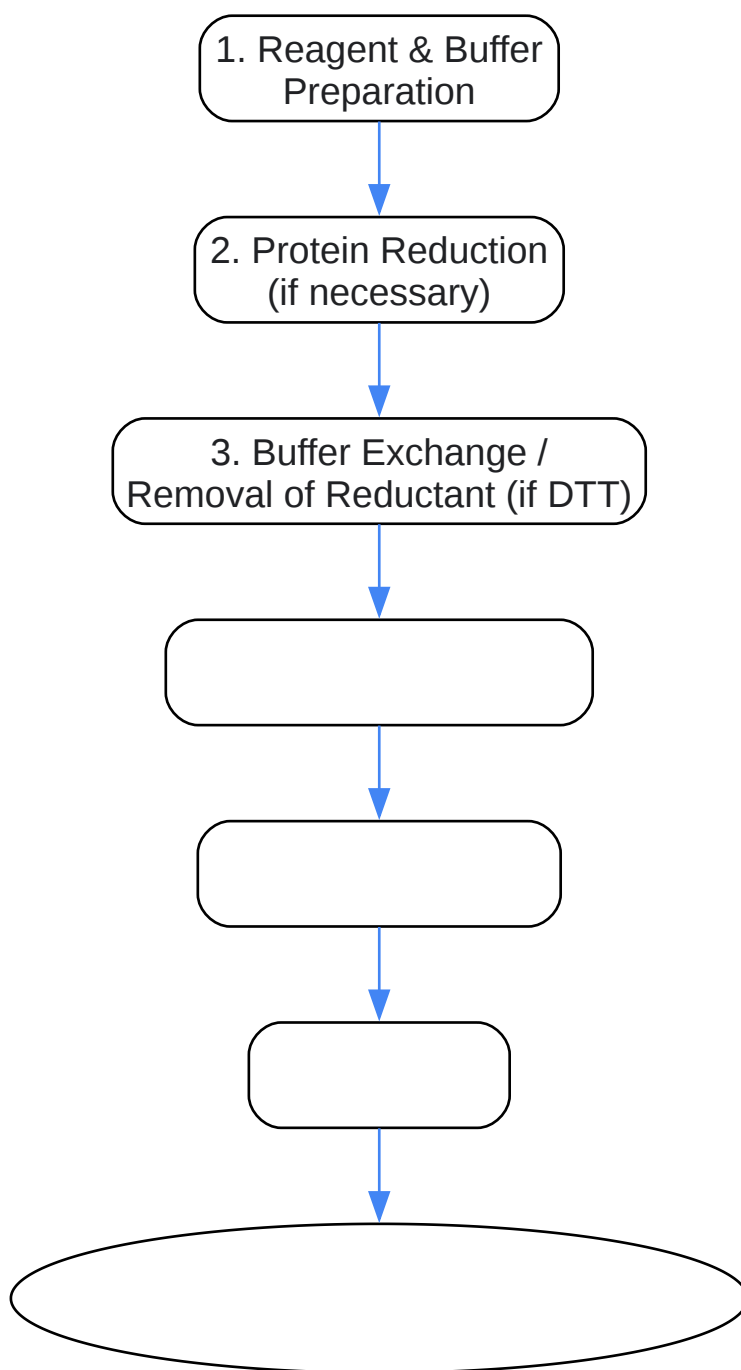 1. Reagent & Buffer
Preparation
2. Protein Reduction
(if necessary)
3. Buffer Exchange /
Removal of Reductant (if DTT)